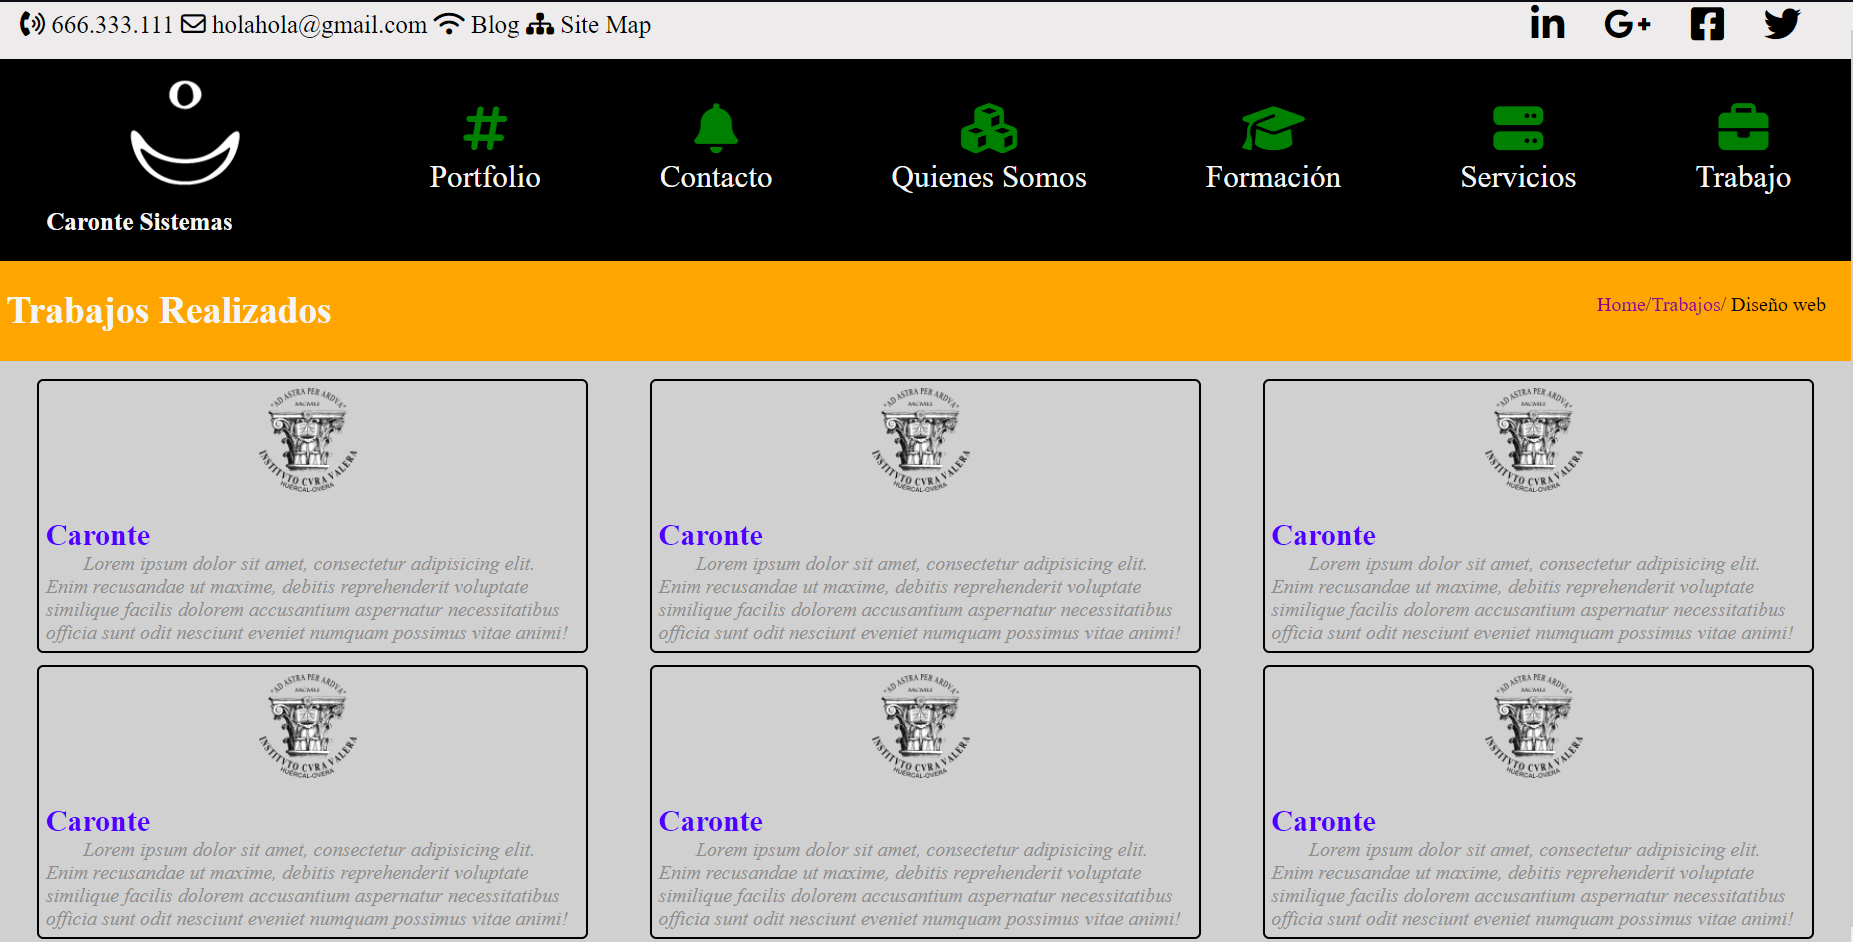 666.333.111 holahola@gmail.com Blog Site Map
Caronte Sistemas
Portfolio
Contacto
Quienes Somos
Formación
Servicios
Trabajo
Trabajos Realizados
Home/Trabajos/ Diseño web
"AD ASTRA PER ARDVA"
MCMLI
INSTITVTO CVRA VALERA
HUÉRCAL-OVERA
Caronte
Lorem ipsum dolor sit amet, consectetur adipisicing elit.
Enim recusandae ut maxime, debitis reprehenderit voluptate
similique facilis dolorem accusantium aspernatur necessitatibus
officia sunt odit nesciunt eveniet numquam possimus vitae animi!
"AD ASTRA PER ARDVA"
MCMLI
INSTITVTO CVRA VALERA
HUÉRCAL-OVERA
Caronte
Lorem ipsum dolor sit amet, consectetur adipisicing elit.
Enim recusandae ut maxime, debitis reprehenderit voluptate
similique facilis dolorem accusantium aspernatur necessitatibus
officia sunt odit nesciunt eveniet numquam possimus vitae animi!
"AD ASTRA PER ARDVA"
MCMLI
INSTITVTO CVRA VALERA
HUÉRCAL-OVERA
Caronte
Lorem ipsum dolor sit amet, consectetur adipisicing elit.
Enim recusandae ut maxime, debitis reprehenderit voluptate
similique facilis dolorem accusantium aspernatur necessitatibus
officia sunt odit nesciunt eveniet numquam possimus vitae animi!
"AD ASTRA PER ARDVA"
MCMLI
INSTITVTO CVRA VALERA
HUÉRCAL-OVERA
Caronte
Lorem ipsum dolor sit amet, consectetur adipisicing elit.
Enim recusandae ut maxime, debitis reprehenderit voluptate
similique facilis dolorem accusantium aspernatur necessitatibus
officia sunt odit nesciunt eveniet numquam possimus vitae animi!
"AD ASTRA PER ARDVA"
MCMLI
INSTITVTO CVRA VALERA
HUÉRCAL-OVERA
Caronte
Lorem ipsum dolor sit amet, consectetur adipisicing elit.
Enim recusandae ut maxime, debitis reprehenderit voluptate
similique facilis dolorem accusantium aspernatur necessitatibus
officia sunt odit nesciunt eveniet numquam possimus vitae animi!
"AD ASTRA PER ARDVA"
MCMLI
INSTITVTO CVRA VALERA
HUÉRCAL-OVERA
Caronte
Lorem ipsum dolor sit amet, consectetur adipisicing elit.
Enim recusandae ut maxime, debitis reprehenderit voluptate
similique facilis dolorem accusantium aspernatur necessitatibus
officia sunt odit nesciunt eveniet numquam possimus vitae animi!